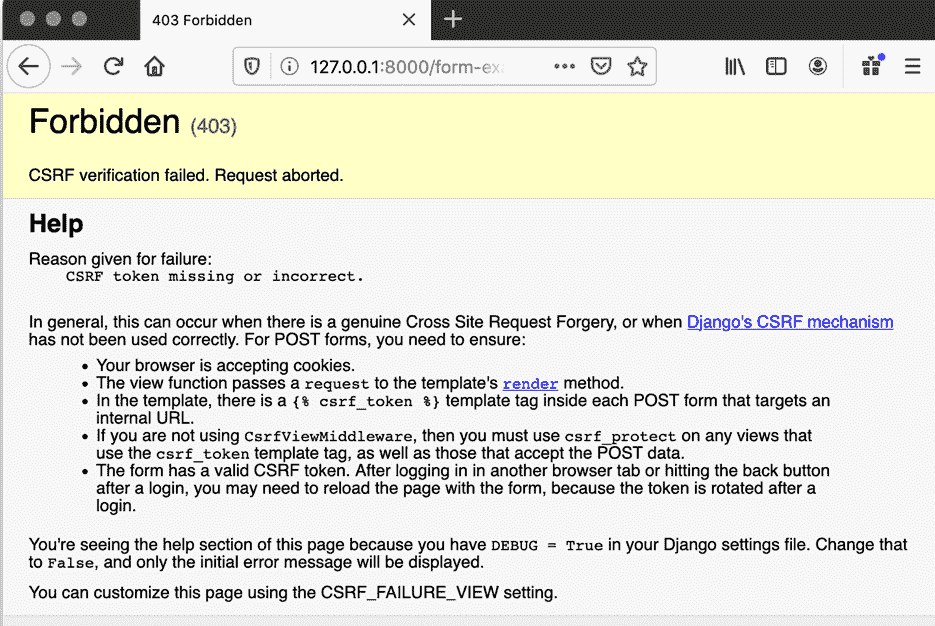 403 Forbidden
127.0.0.1:8000/form-ex
Forbidden (403)
CSRF verification failed. Request aborted.
Help
Reason given for failure:
CSRF token missing or incorrect.
In general, this can occur when there is a genuine Cross Site Request Forgery, or when Django's CSRF mechanism
has not been used correctly. For POST forms, you need to ensure:
• Your browser is accepting cookies.
• The view function passes a request to the template's render method.
• In the template, there is a {% csrf_token %} template tag inside each POST form that targets an
internal URL.
• If you are not using CsrfViewMiddleware, then you must use csrf_protect on any views that
use the csrf_token template tag, as well as those that accept the POST data.
• The form has a valid CSRF token. After logging in in another browser tab or hitting the back button
after a login, you may need to reload the page with the form, because the token is rotated after a
login.
You're seeing the help section of this page because you have DEBUG = True in your Django settings file. Change that
to False, and only the initial error message will be displayed.
You can customize this page using the CSRF_FAILURE_VIEW setting.